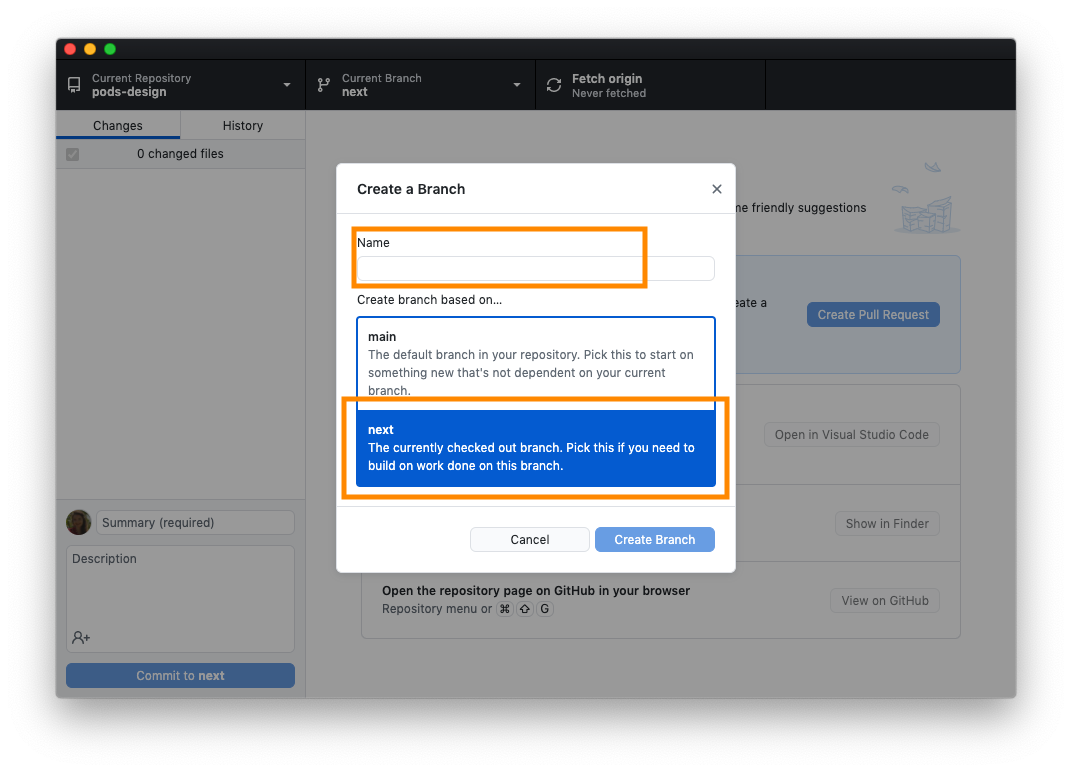 Current Repository
pods-design
Current Branch
next
Fetch origin
Never fetched
Changes
History
0 changed files
me friendly suggestions
Create a Branch
Name
Create branch based on...
main
The default branch in your repository. Pick this to start on
something new that's not dependent on your current
branch.
next
The currently checked out branch. Pick this if you need to
build on work done on this branch.
Cancel
Create Branch
eate a
Create Pull Request
Open in Visual Studio Code
Show in Finder
Open the repository page on GitHub in your browser
Repository menu or ⌘ ⇧ G
View on GitHub
Summary (required)
Description
Commit to next